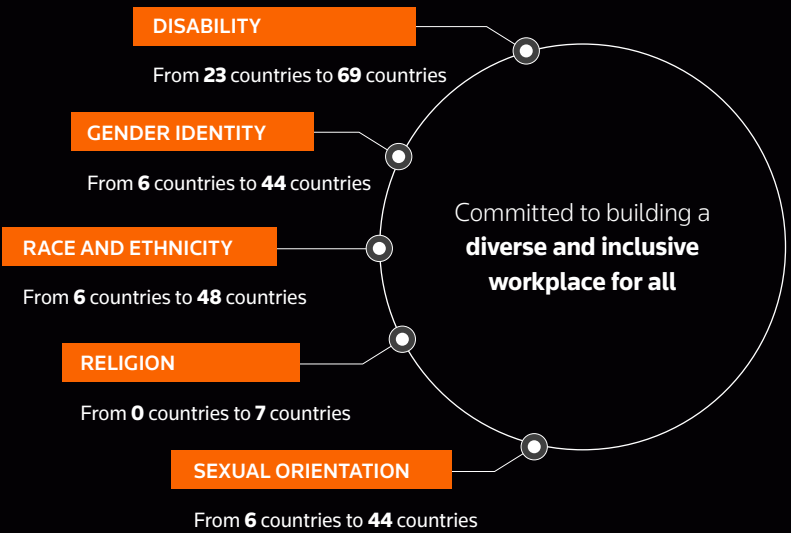 DISABILITY
From 23 countries to 69 countries
GENDER IDENTITY
From 6 countries to 44 countries
RACE AND ETHNICITY
From 6 countries to 48 countries
RELIGION
From 0 countries to 7 countries
SEXUAL ORIENTATION
From 6 countries to 44 countries
Committed to building a
diverse and inclusive
workplace for all